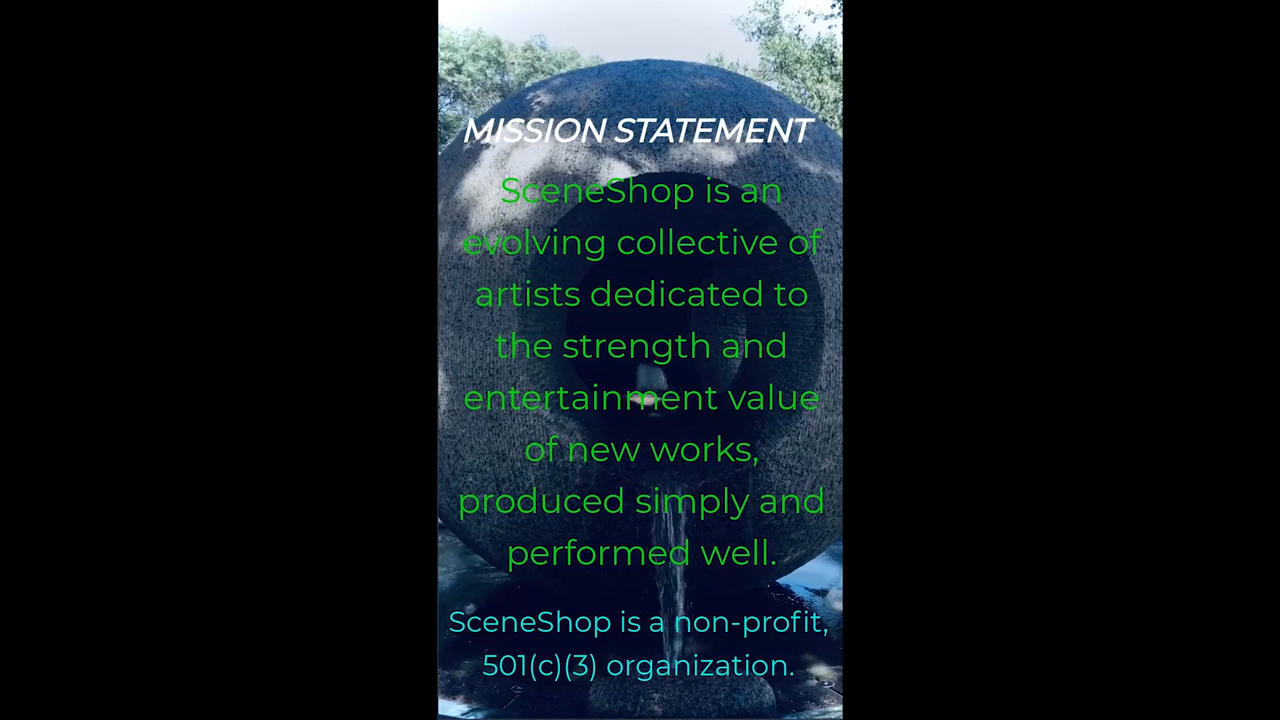 MISSION STATEMENT
SceneShop is an
evolving collective of
artists dedicated to
the strength and
entertainment value
of new works,
produced simply and
performed well.
SceneShop is a non-profit,
501(c)(3) organization.